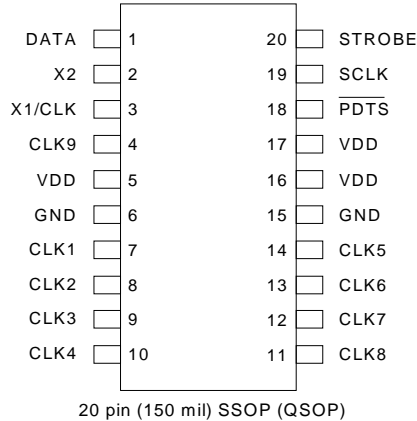 DATA 1 20 STROBE
X2 2 19 SCLK
X1/CLK 3 18 PDTS
CLK9 4 17 VDD
VDD 5 16 VDD
GND 6 15 GND
CLK1 7 14 CLK5
CLK2 8 13 CLK6
CLK3 9 12 CLK7
CLK4 10 11 CLK8
20 pin (150 mil) SSOP (QSOP)